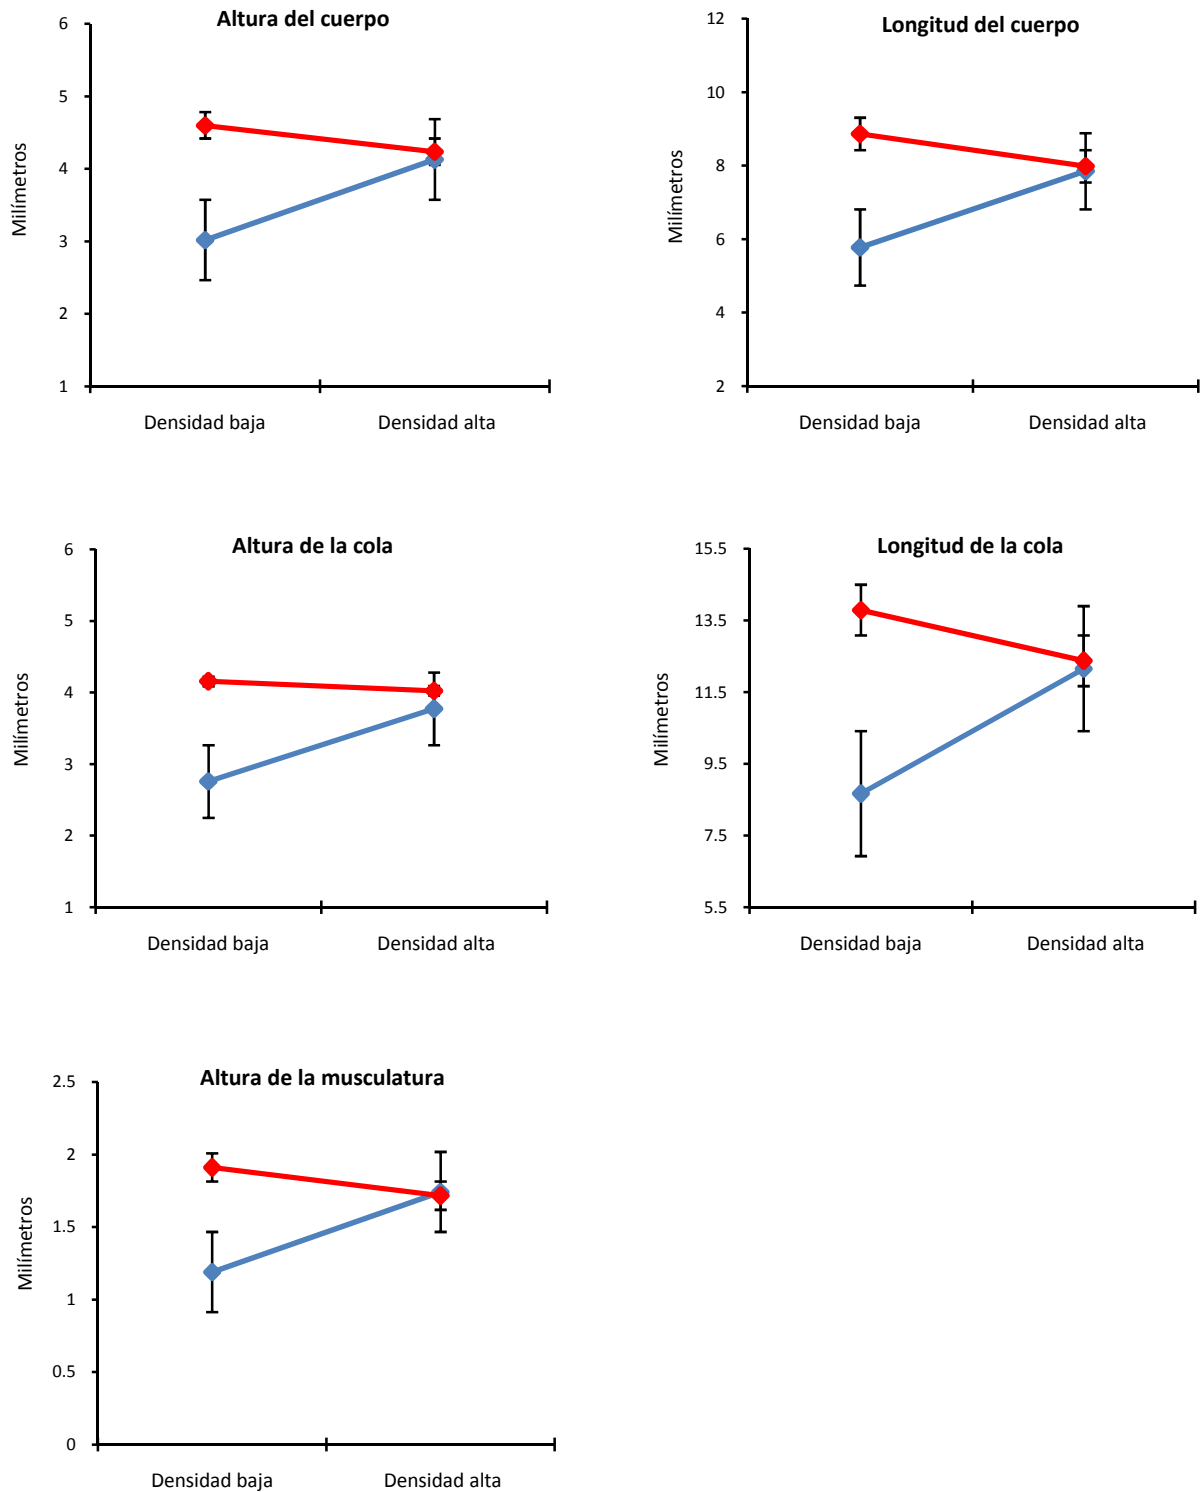 Altura del cuerpo
6
5
4
3
2
1
Milímetros
Densidad baja
Densidad alta
Longitud del cuerpo
12
10
8
6
4
2
Milímetros
Densidad baja
Densidad alta
Altura de la cola
6
5
4
3
2
1
Milímetros
Densidad baja
Densidad alta
Longitud de la cola
15.5
13.5
11.5
9.5
7.5
5.5
Milímetros
Densidad baja
Densidad alta
Altura de la musculatura
2.5
2
1.5
1
0.5
0
Milímetros
Densidad baja
Densidad alta